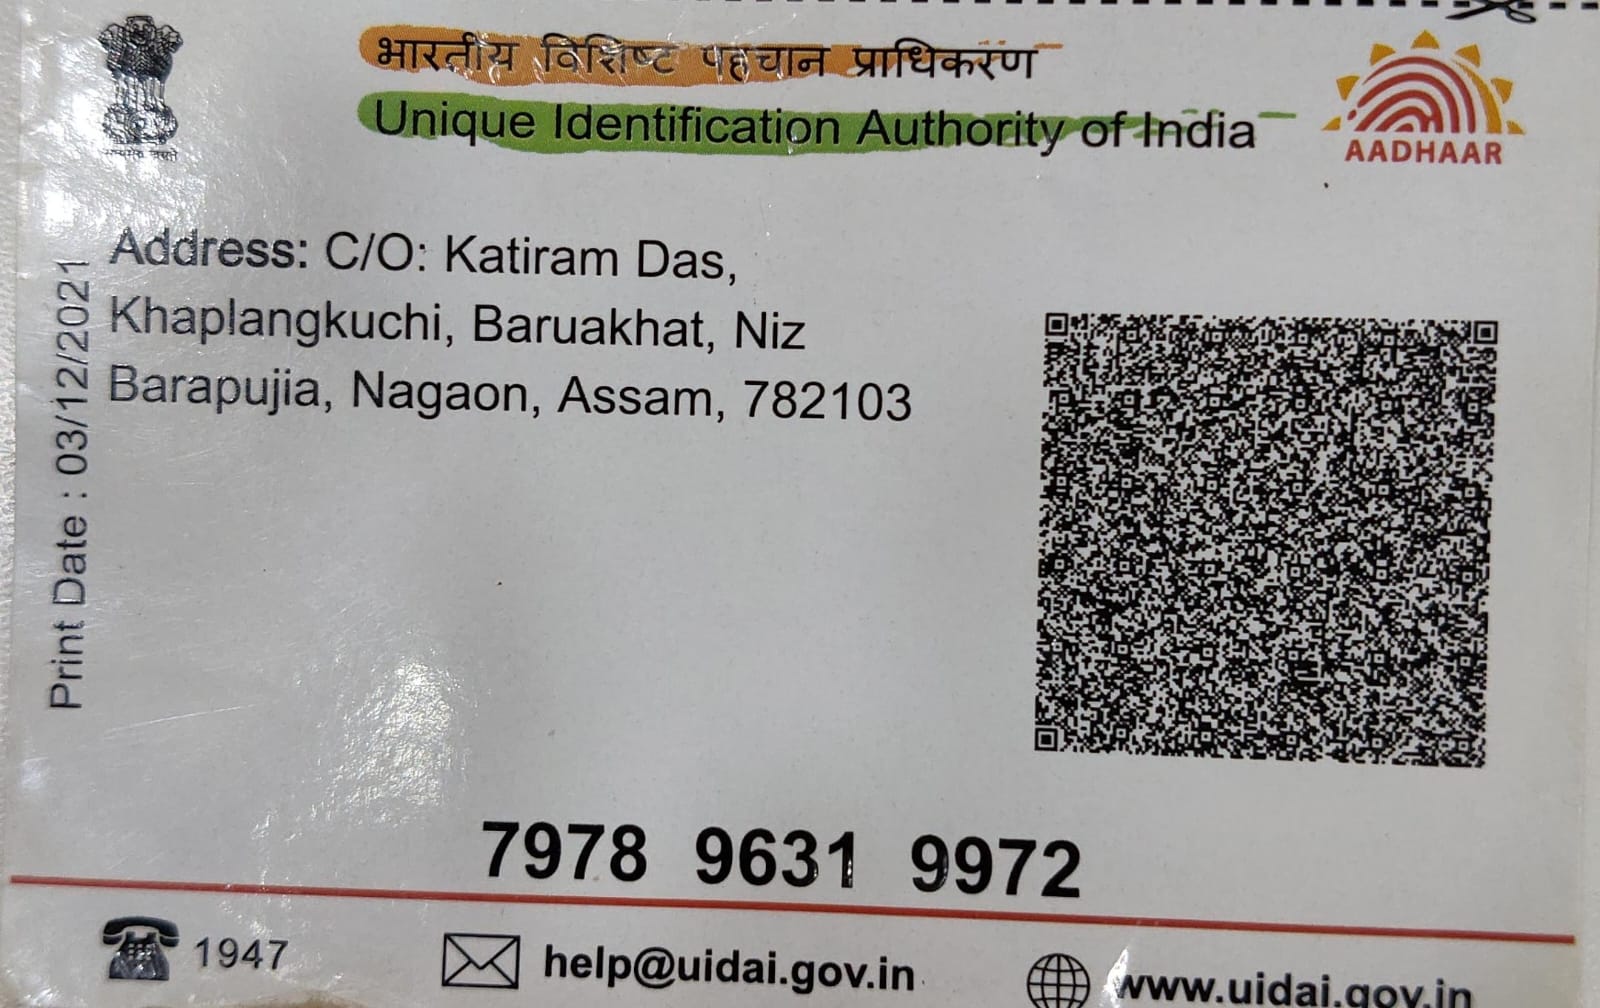 भारतीय विशिष्ट पहचान प्राधिकरण
Unique Identification Authority of India
AADHAAR
Address: C/O: Katiram Das,
Khaplangkuchi, Baruakhat, Niz
Barapujia, Nagaon, Assam, 782103
Print Date : 03/12/2021
7978 9631 9972
1947
help@uidai.gov.in
www.uidai.gov.in